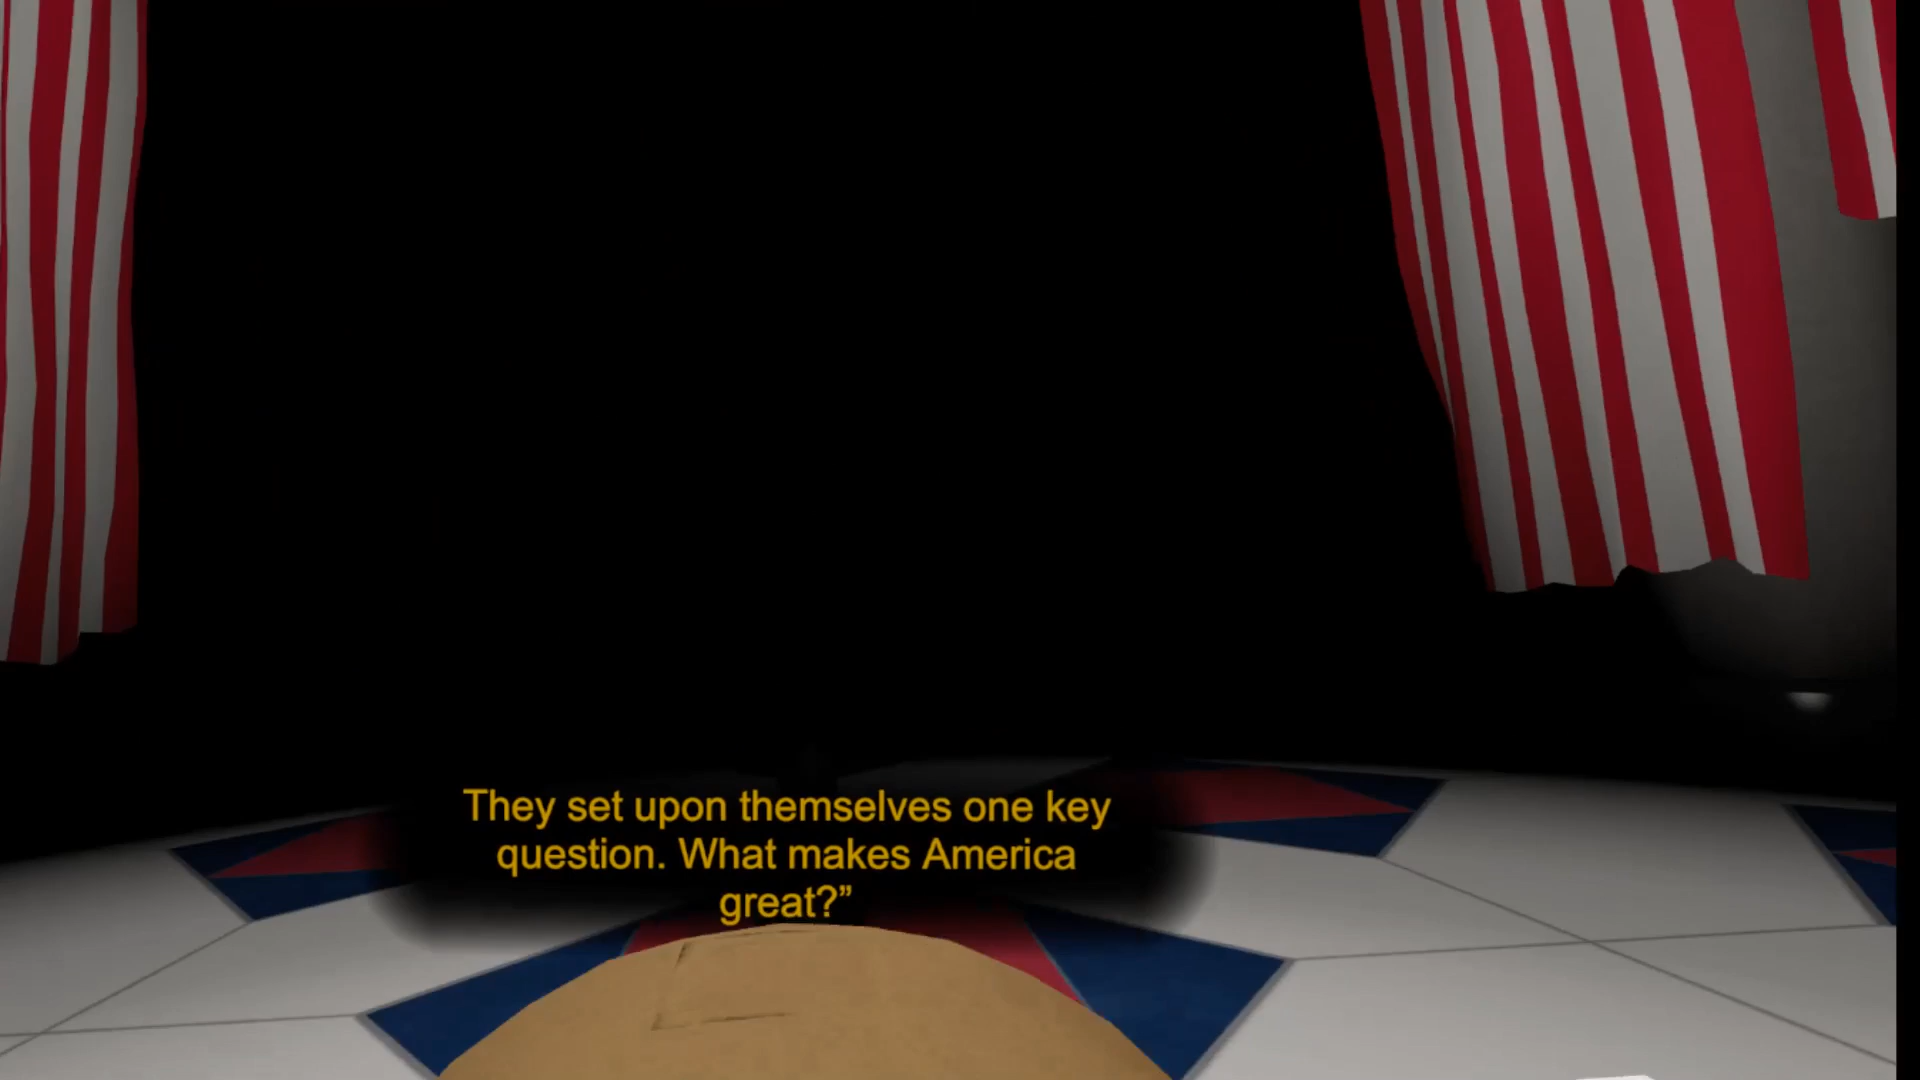 They set upon themselves one key
question. What makes America
great?”